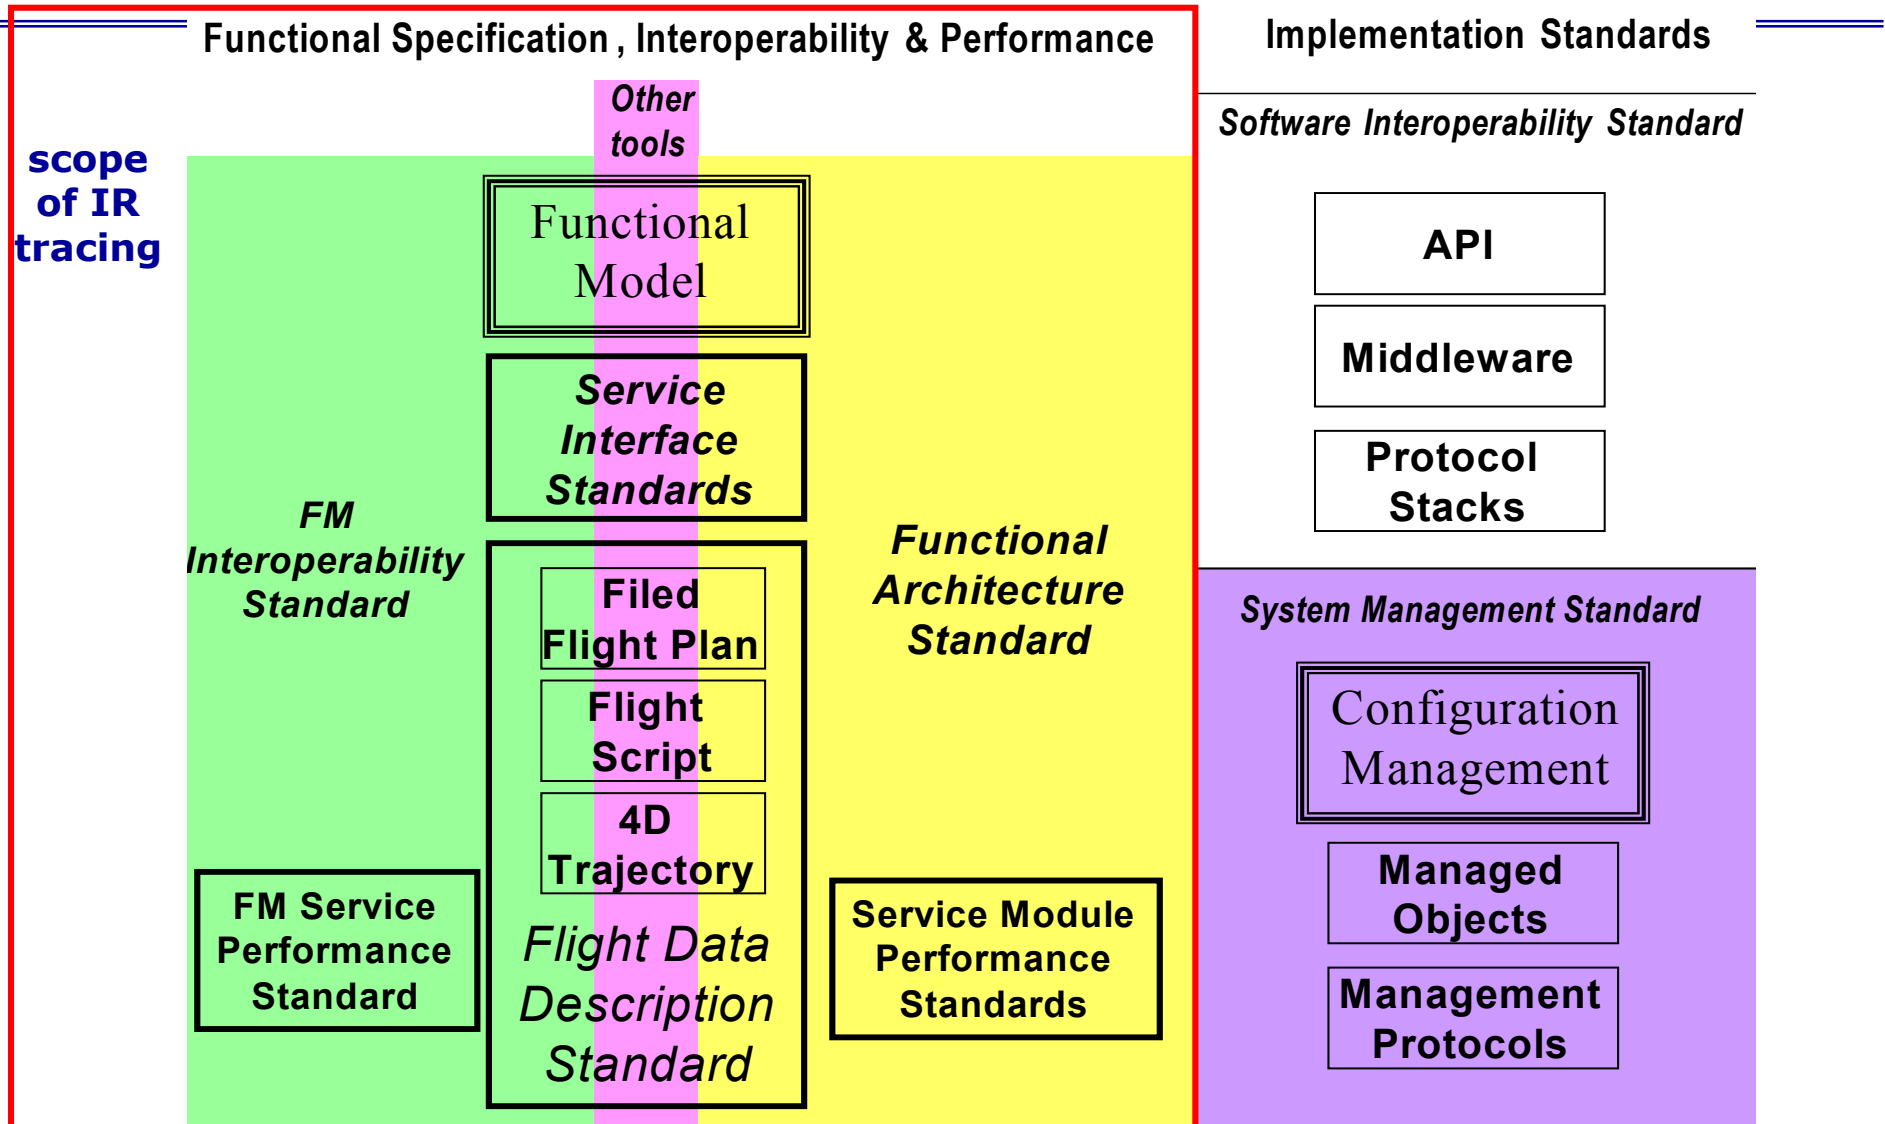 Functional Specification , Interoperability & Performance
Implementation Standards
scope
of IR
tracing
Other
tools
Functional
Model
Service
Interface
Standards
FM
Interoperability
Standard
Filed
Flight Plan
Flight
Script
4D
Trajectory
Flight Data
Description
Standard
FM Service
Performance
Standard
Functional
Architecture
Standard
Service Module
Performance
Standards
Software Interoperability Standard
API
Middleware
Protocol
Stacks
System Management Standard
Configuration
Management
Managed
Objects
Management
Protocols